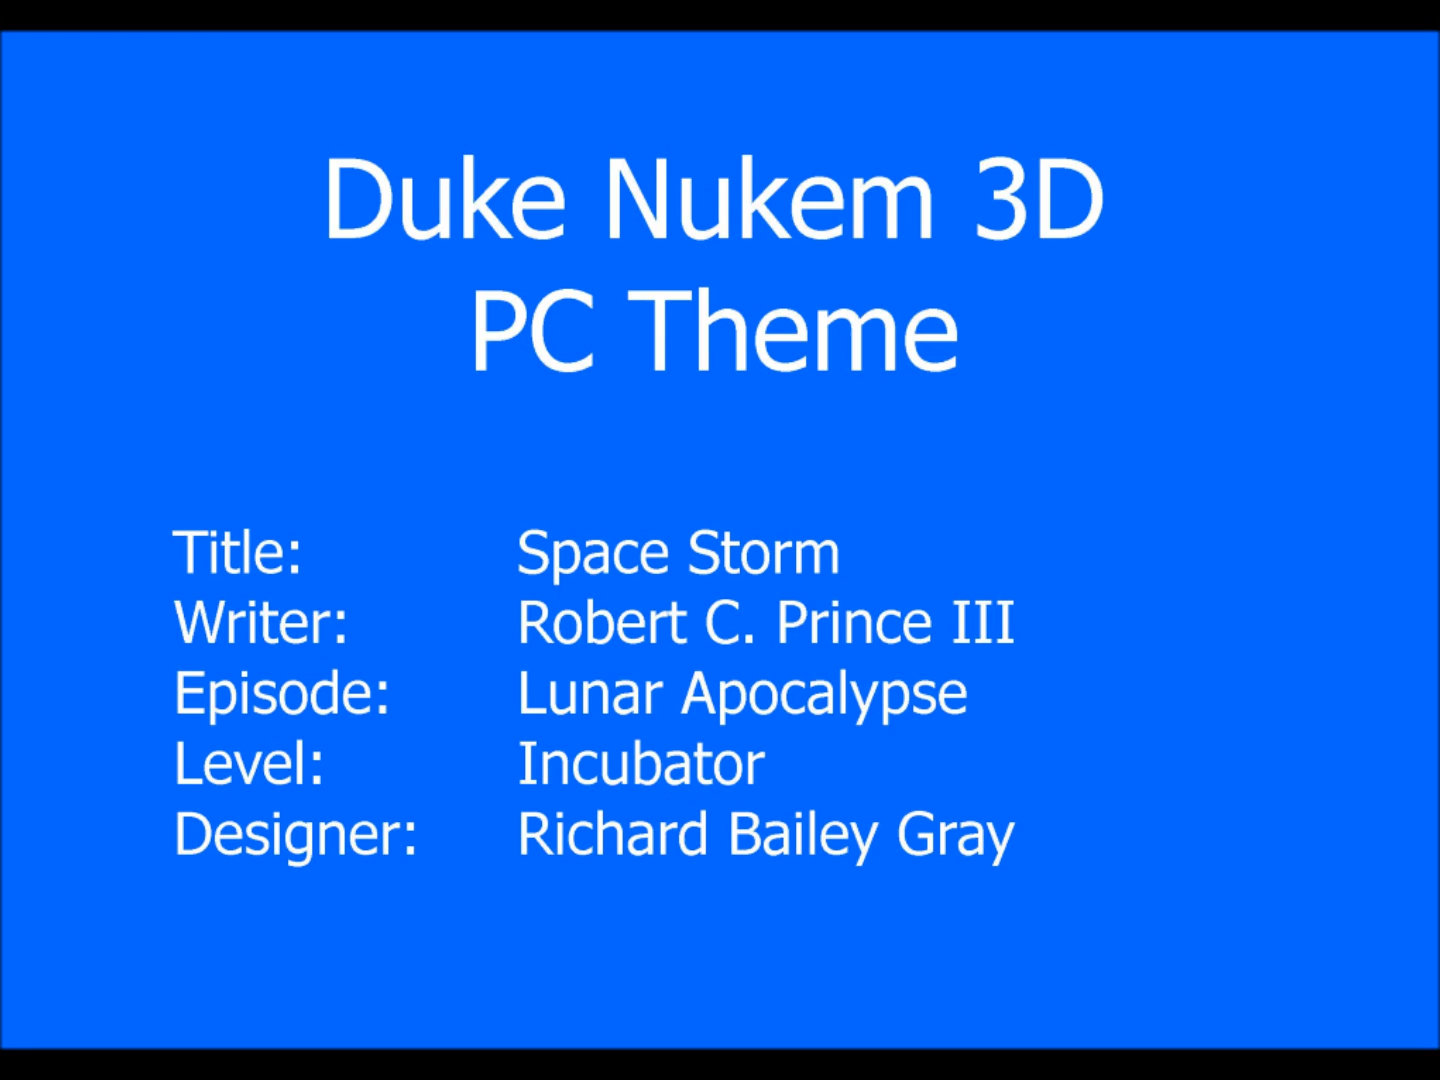 Duke Nukem 3D
PC Theme
Title: Space Storm
Writer: Robert C. Prince III
Episode: Lunar Apocalypse
Level: Incubator
Designer: Richard Bailey Gray